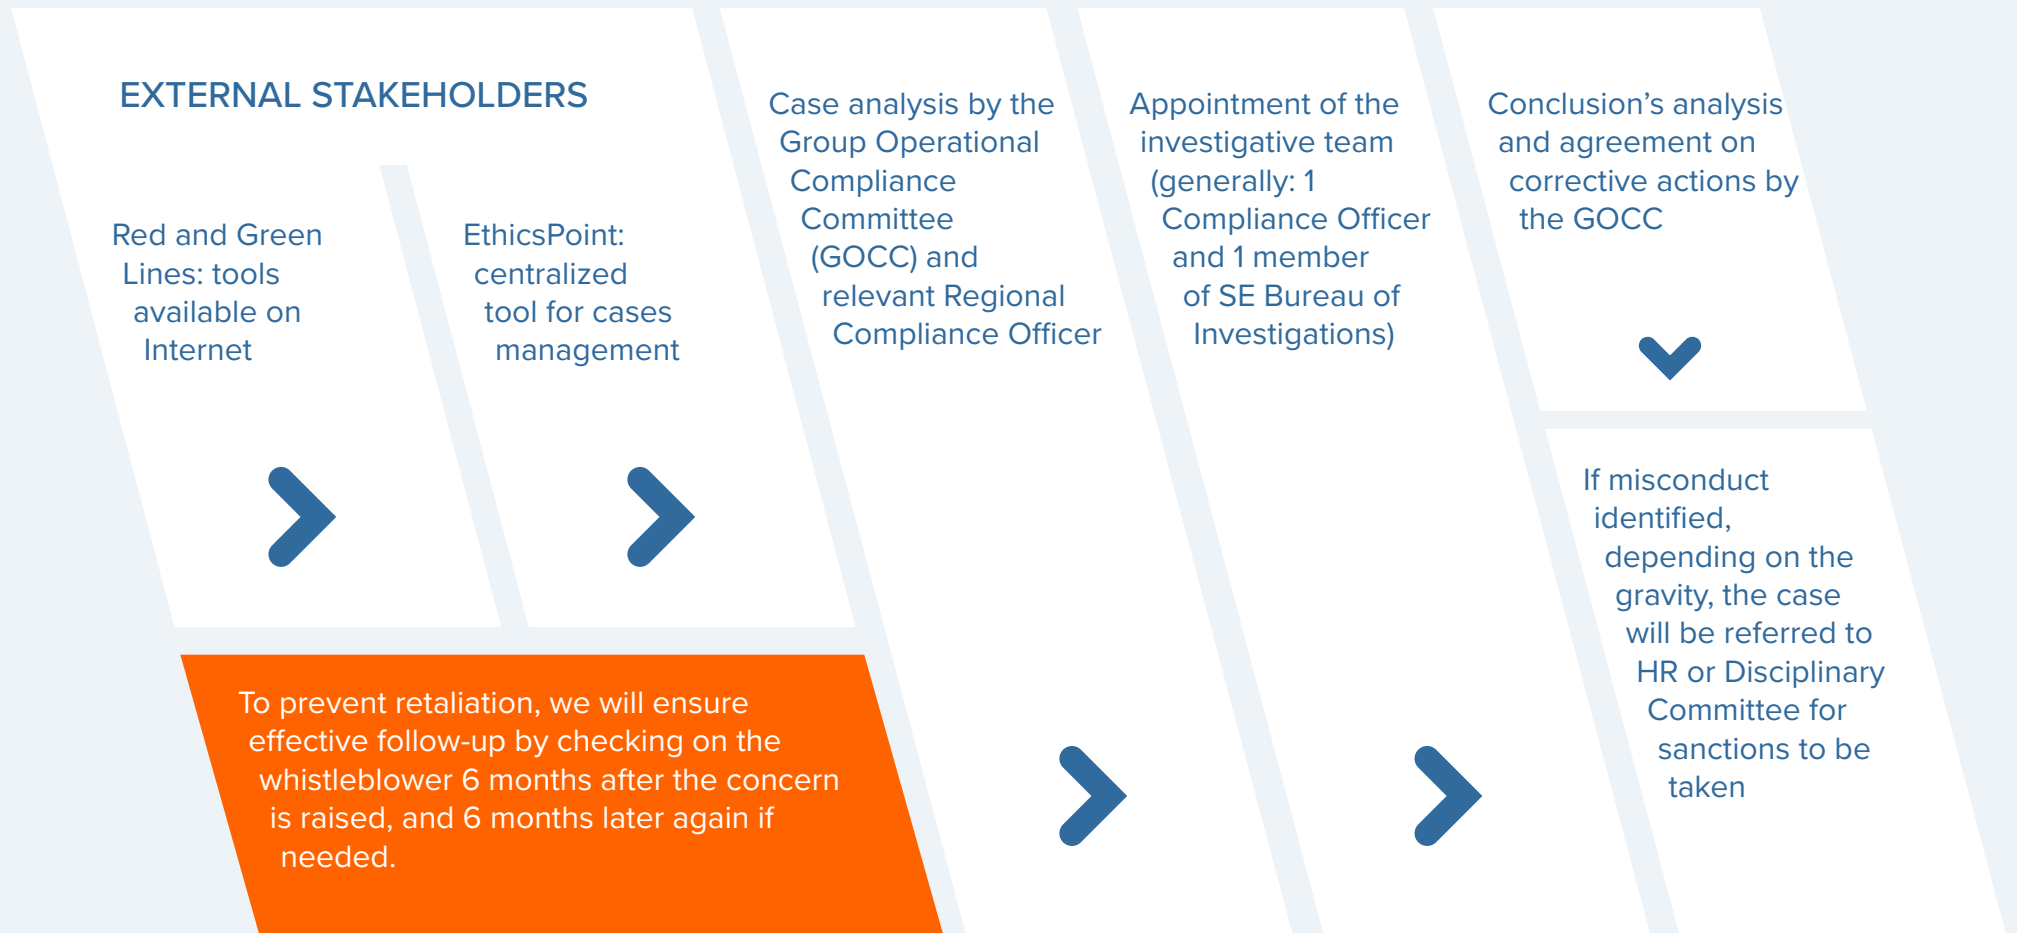 EXTERNAL STAKEHOLDERS
Red and Green
Lines: tools
available on
Internet
EthicsPoint:
centralized
tool for cases
management
To prevent retaliation, we will ensure
effective follow-up by checking on the
whistleblower 6 months after the concern
is raised, and 6 months later again if
needed.
Case analysis by the
Group Operational
Compliance
Committee
(GOCC) and
relevant Regional
Compliance Officer
Appointment of the
investigative team
(generally: 1
Compliance Officer
and 1 member
of SE Bureau of
Investigations)
Conclusion’s analysis
and agreement on
corrective actions by
the GOCC
If misconduct
identified,
depending on the
gravity, the case
will be referred to
HR or Disciplinary
Committee for
sanctions to be
taken